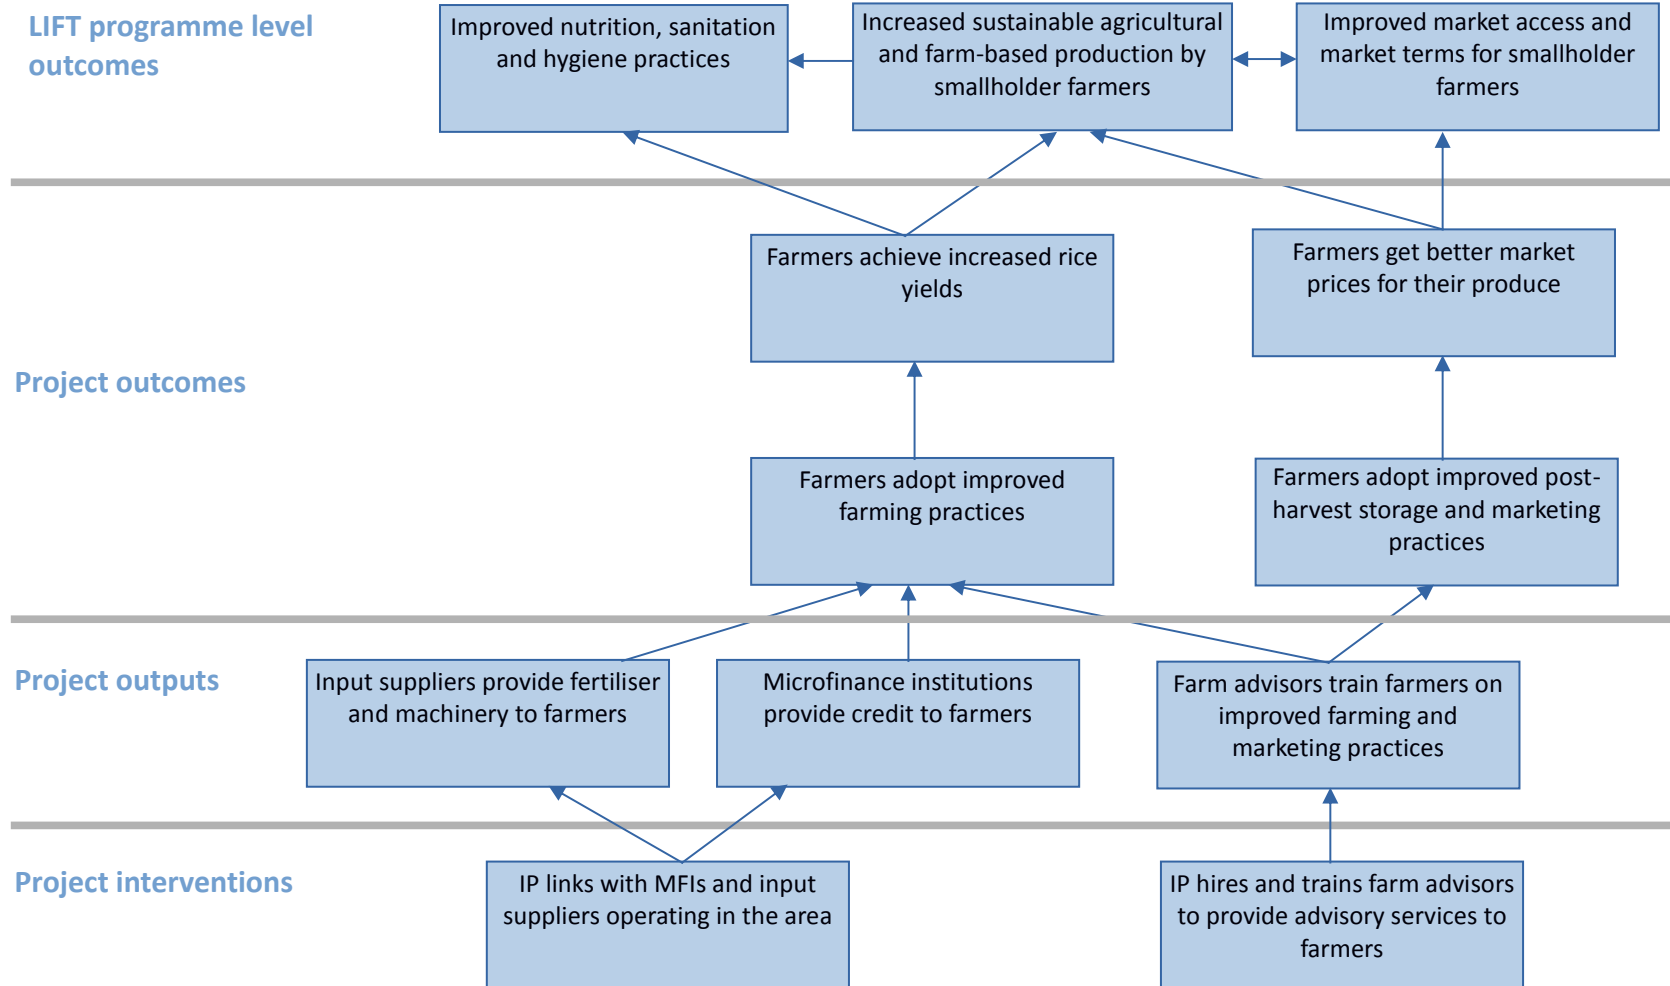 LIFT programme level
outcomes
Improved nutrition, sanitation
and hygiene practices
Increased sustainable agricultural
and farm-based production by
smallholder farmers
Improved market access and
market terms for smallholder
farmers
Project outcomes
Farmers achieve increased rice
yields
Farmers get better market
prices for their produce
Farmers adopt improved
farming practices
Farmers adopt improved post-
harvest storage and marketing
practices
Project outputs
Input suppliers provide fertiliser
and machinery to farmers
Microfinance institutions
provide credit to farmers
Farm advisors train farmers on
improved farming and
marketing practices
Project interventions
IP links with MFIs and input
suppliers operating in the area
IP hires and trains farm advisors
to provide advisory services to
farmers